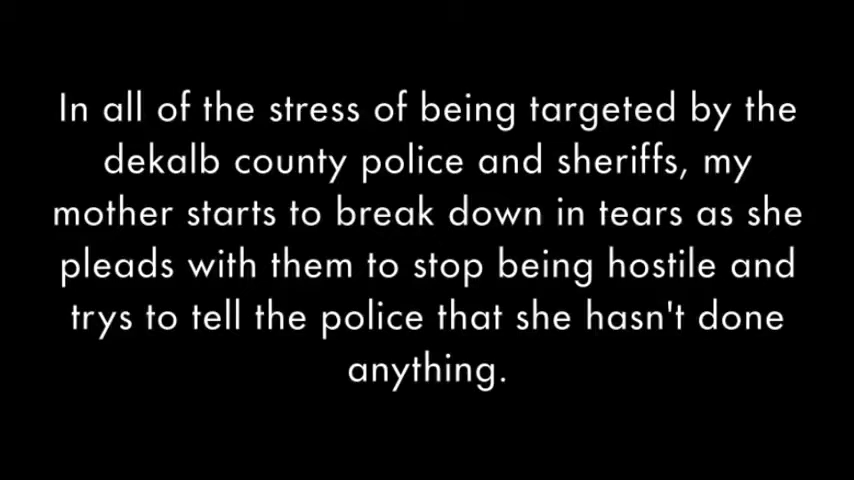 In all of the stress of being targeted by the
dekalb county police and sheriffs, my
mother starts to break down in tears as she
pleads with them to stop being hostile and
trys to tell the police that she hasn't done
anything.